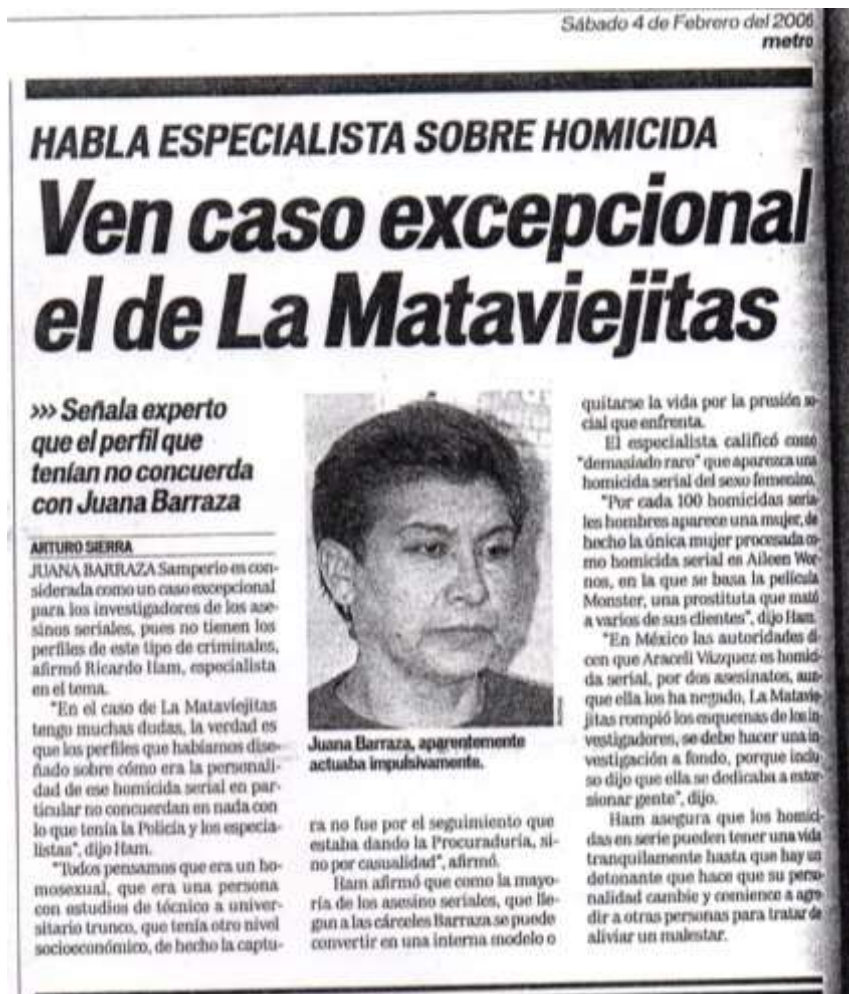 Sábado 4 de Febrero del 2006
metro
HABLA ESPECIALISTA SOBRE HOMICIDA
Ven caso excepcional
el de La Mataviejitas
>>> Señala experto
que el perfil que
tenían no concuerda
con Juana Barraza
ARTURO SIERRA
JUANA BARRAZA Samperio es con-
siderada como un caso excepcional
para los investigadores de los ase-
sinos seriales, pues no tienen los
perfiles de este tipo de criminales,
afirmó Ricardo Ham, especialista
en el tema.
"En el caso de La Mataviejitas
tengo muchas dudas, la verdad es
que los perfiles que habíamos dise-
ñado sobre cómo era la personali-
dad de ese homicida serial en par-
ticular no concuerdan en nada con
lo que tenía la Policía y los especia-
listas", dijo Ham.
"Todos pensamos que era un ho-
mosexual, que era una persona
con estudios de técnico a univer-
sitario trunco, que tenía otro nivel
socioeconómico, de hecho la captu-
Juana Barraza, aparentemente
actuaba impulsivamente.
ra no fue por el seguimiento que
estaba dando la Procuraduría, si-
no por casualidad", afirmó.
Ham afirmó que como la mayo-
ría de los asesino seriales, que lle-
gan a las cárceles Barraza se puede
convertir en una interna modelo o
quitarse la vida por la presión so-
cial que enfrenta.
El especialista calificó como
"demasiado raro" que aparezca una
homicida serial del sexo femenino.
"Por cada 100 homicidas seria-
les hombres aparece una mujer, de
hecho la única mujer procesada co-
mo homicida serial es Aileen Wor-
nos, en la que se basa la película
Monster, una prostituta que mató
a varios de sus clientes", dijo Ham.
"En México las autoridades di-
cen que Araceli Vázquez es homici-
da serial, por dos asesinatos, aun-
que ella los ha negado, La Matavie-
jitas rompió los esquemas de los in-
vestigadores, se debe hacer una in-
vestigación a fondo, porque inclu-
so dijo que ella se dedicaba a extor-
sionar gente", dijo.
Ham asegura que los homici-
das en serie pueden tener una vida
tranquilamente hasta que hay un
detonante que hace que su perso-
nalidad cambie y comience a agre-
dir a otras personas para tratar de
aliviar un malestar.